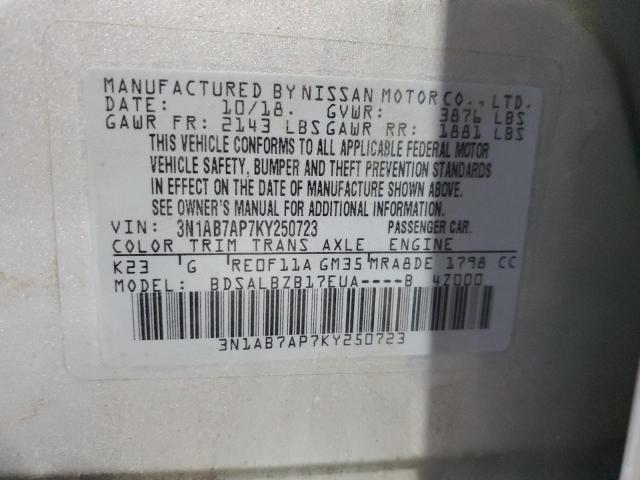 MANUFACTURED BY NISSAN MOTOR CO., LTD.
DATE: 10/18. GVWR: 3876 LBS
GAWR FR: 2143 LBS GAWR RR: 1881 LBS
THIS VEHICLE CONFORMS TO ALL APPLICABLE FEDERAL MOTOR
VEHICLE SAFETY, BUMPER AND THEFT PREVENTION STANDARDS
IN EFFECT ON THE DATE OF MANUFACTURE SHOWN ABOVE.
SEE OWNER'S MANUAL FOR ADDITIONAL INFORMATION.
VIN: 3N1AB7AP7KY250723 PASSENGER CAR.
COLOR TRIM TRANS AXLE ENGINE
K23 G RE0F11A GM35 MRA8DE 1798 CC
MODEL: BDSALBZB17EUA----B 4Z000
3N1AB7AP7KY250723